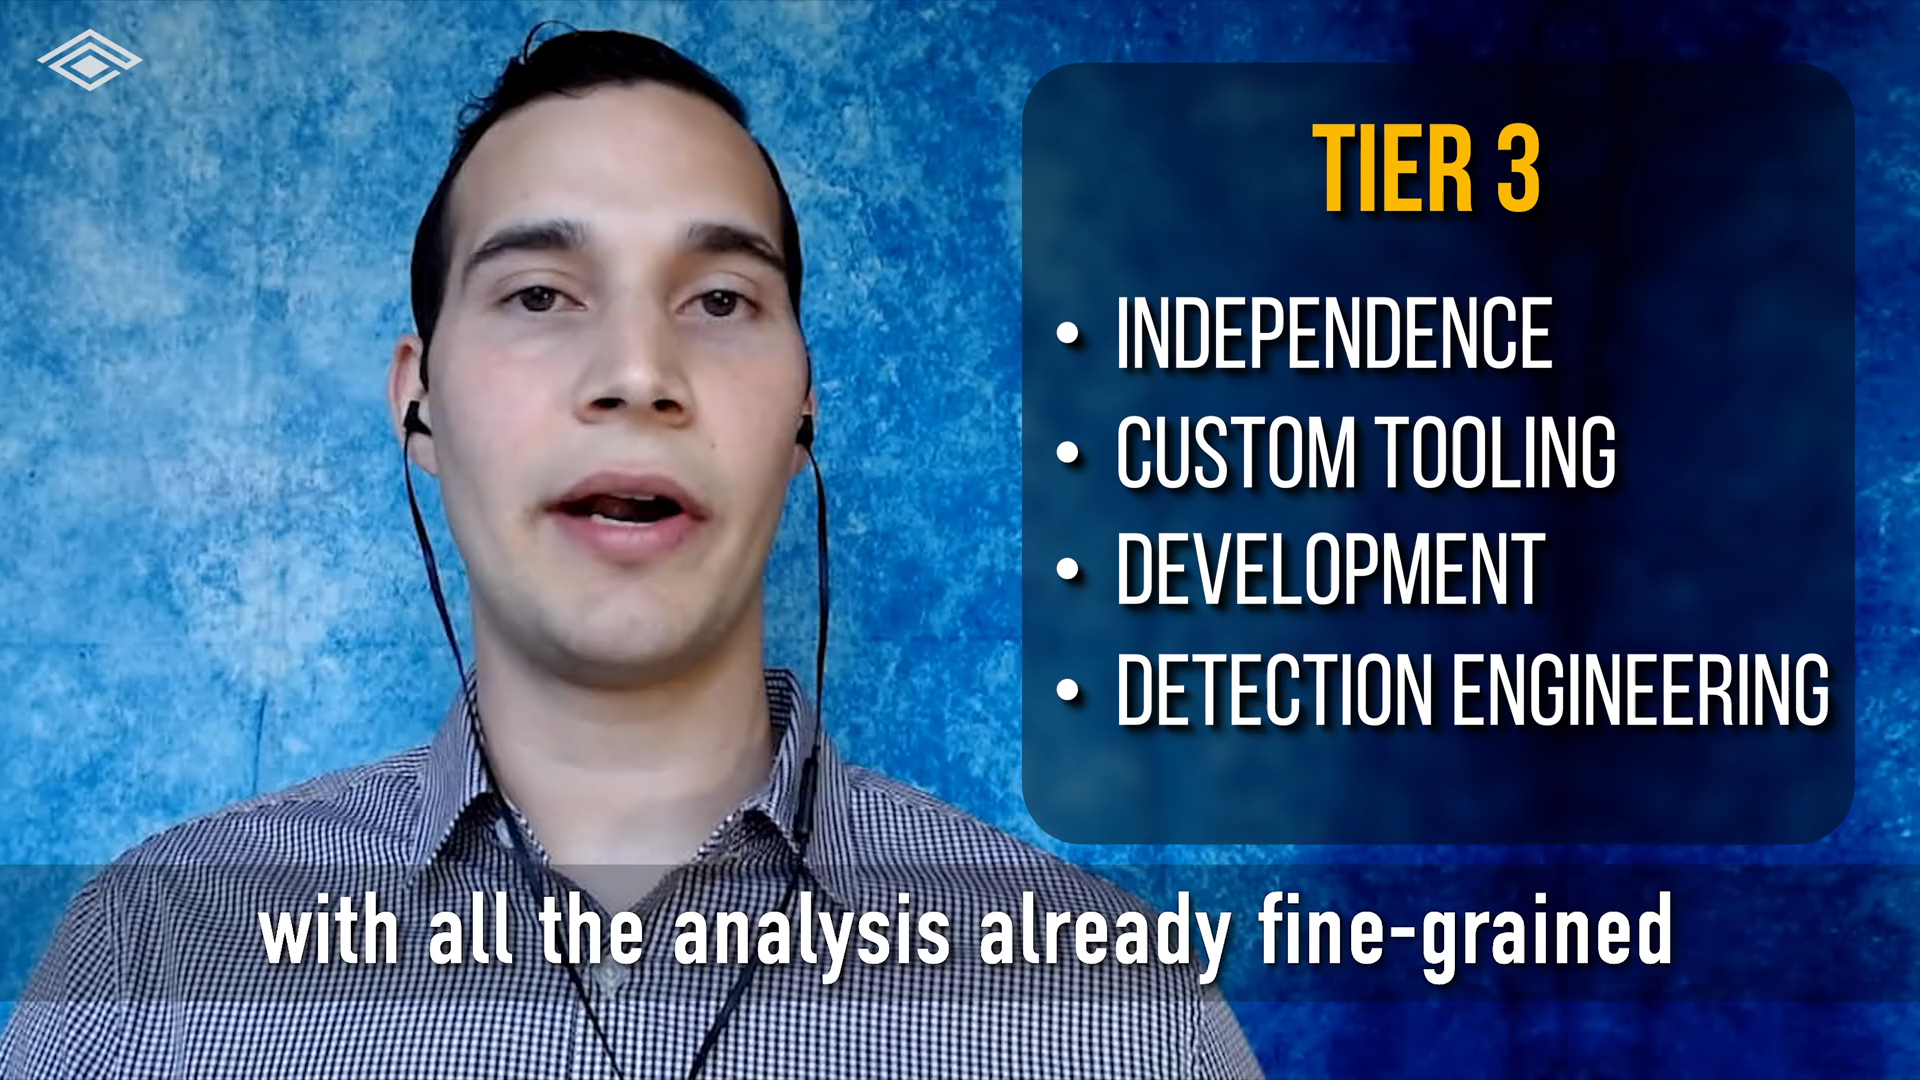 TIER 3
• INDEPENDENCE
• CUSTOM TOOLING
• DEVELOPMENT
• DETECTION ENGINEERING
with all the analysis already fine-grained